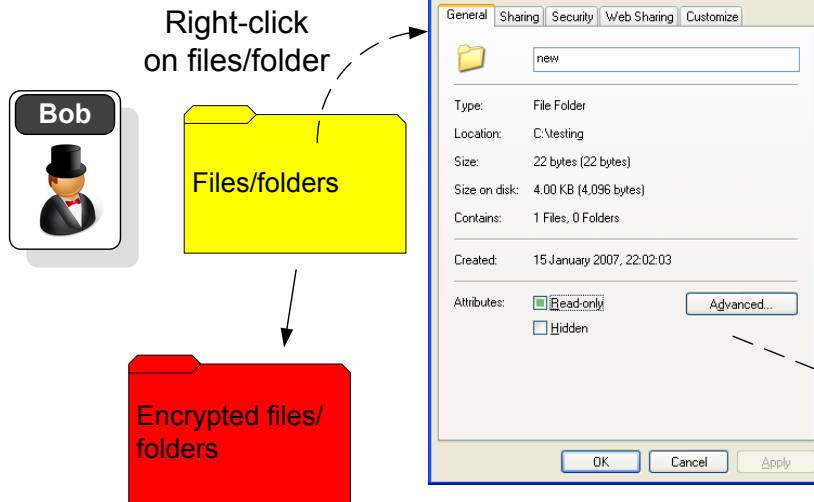 Right-click
on files/folder
Bob
Files/folders
Encrypted files/
folders
General Sharing Security Web Sharing Customize
new
Type: File Folder
Location: C:\testing
Size: 22 bytes (22 bytes)
Size on disk: 4.00 KB (4,096 bytes)
Contains: 1 Files, 0 Folders
Created: 15 January 2007, 22:02:03
Attributes: Read-only Advanced...
Hidden
OK Cancel Apply